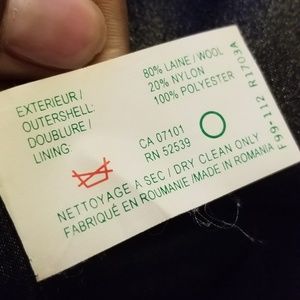 EXTERIEUR /
OUTERSHELL:
DOUBLURE /
LINING
80% LAINE / WOOL
20% NYLON
100% POLYESTER
CA 07101
RN 52539
NETTOYAGE A SEC / DRY CLEAN ONLY
FABRIQUÉ EN ROUMANIE /MADE IN ROMANIA
F99-112 R1703A